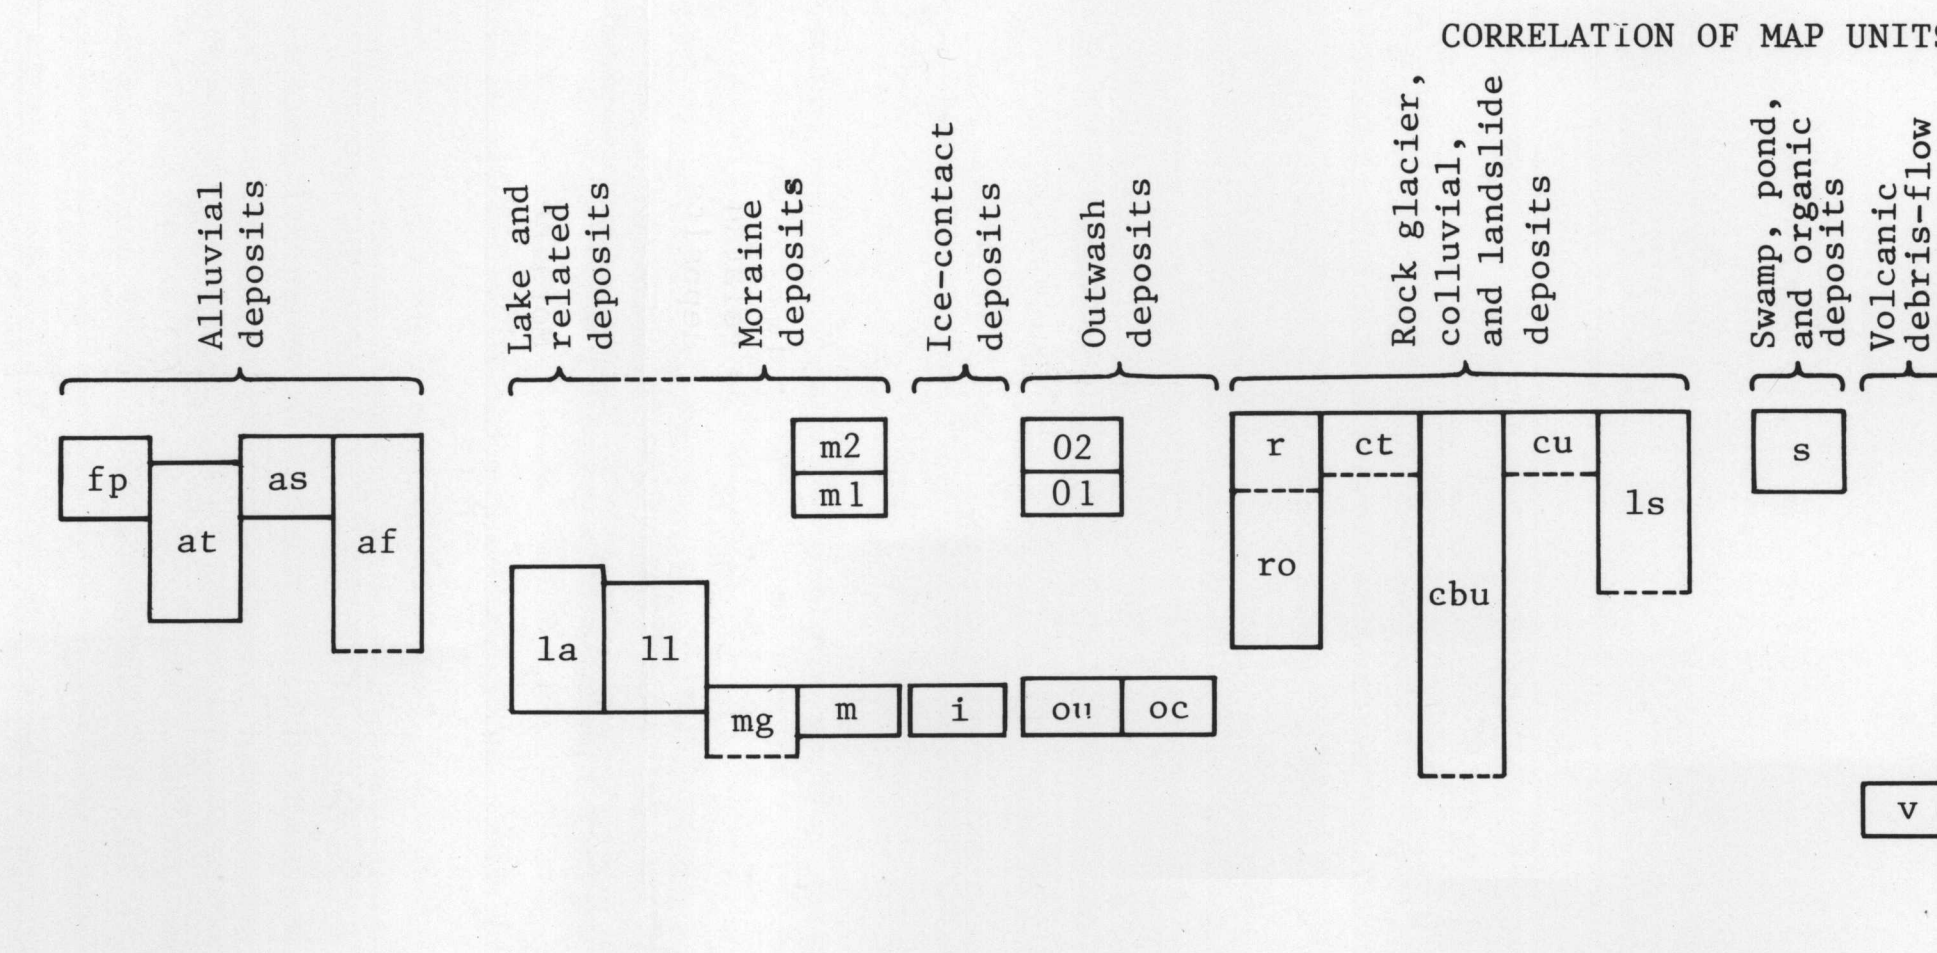 CORRELATION OF MAP UNITS
Alluvial
deposits
Lake and
related
deposits
Moraine
deposits
Ice-contact
deposits
Outwash
deposits
Rock glacier,
colluvial,
and landslide
deposits
Swamp, pond,
and organic
deposits
Volcanic
debris-flow
m2
O2
r
ct
cu
s
fp
as
m1
O1
ls
at
af
ro
cbu
la
ll
mg
m
i
ou
oc
v